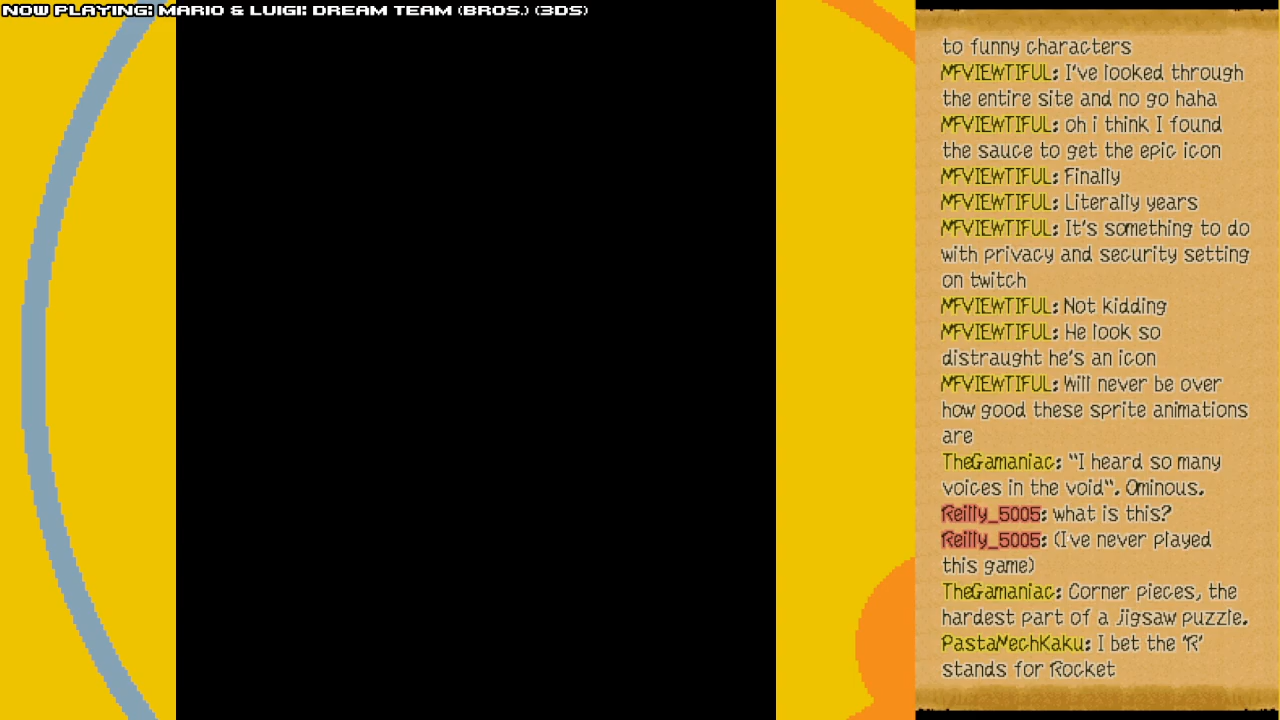 NOW PLAYING: MARIO & LUIGI: DREAM TEAM (BROS.) (3DS)
to funny characters
MFVIEWTIFUL: I've looked through
the entire site and no go haha
MFVIEWTIFUL: oh i think I found
the sauce to get the epic icon
MFVIEWTIFUL: Finally
MFVIEWTIFUL: Literally years
MFVIEWTIFUL: It's something to do
with privacy and security setting
on twitch
MFVIEWTIFUL: Not kidding
MFVIEWTIFUL: He look so
distraught he's an icon
MFVIEWTIFUL: Will never be over
how good these sprite animations
are
TheGamaniac: "I heard so many
voices in the void". Ominous.
Reilly_5005: what is this?
Reilly_5005: (I've never played
this game)
TheGamaniac: Corner pieces, the
hardest part of a jigsaw puzzle.
PastaMechKaku: I bet the 'R'
stands for Rocket